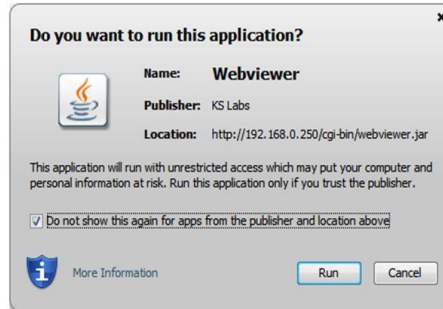 Do you want to run this application?
Name: Webviewer
Publisher: KS Labs
Location: http://192.168.0.250/cgi-bin/webviewer.jar
This application will run with unrestricted access which may put your computer and
personal information at risk. Run this application only if you trust the publisher.
Do not show this again for apps from the publisher and location above
More Information
Run
Cancel